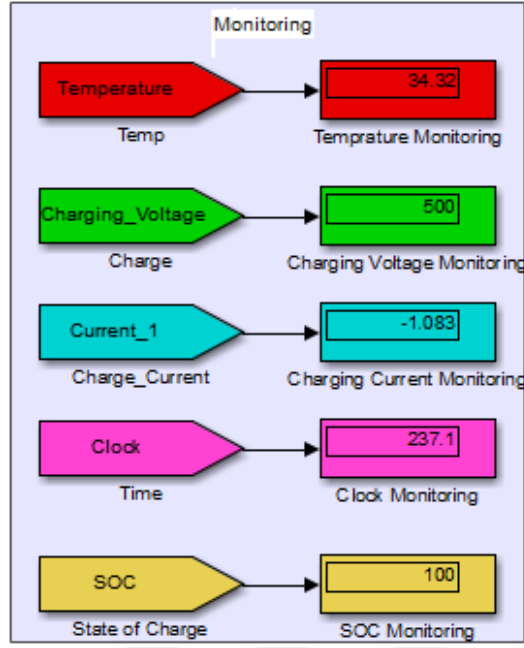 Monitoring
Temperature
34.32
Temp
Temprature Monitoring
Charging_Voltage
500
Charge
Charging Voltage Monitoring
Current_1
-1.083
Charge_Current
Charging Current Monitoring
Clock
237.1
Time
Clock Monitoring
SOC
100
State of Charge
SOC Monitoring